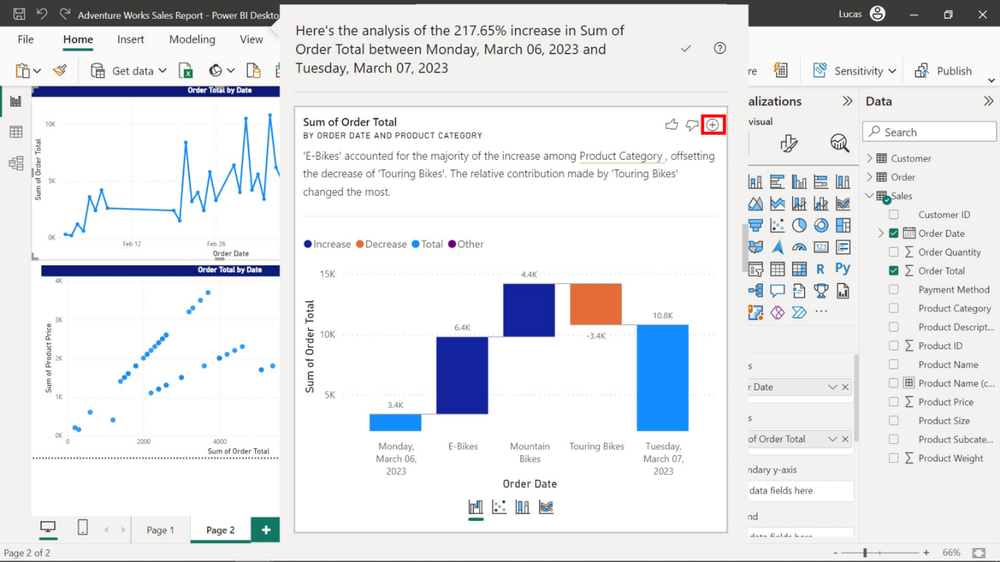 Adventure Works Sales Report - Power BI Deskto
Lucas
File
Home
Insert
Modeling
View
Get data
re
Sensitivity
Publish
Here's the analysis of the 217.65% increase in Sum of
Order Total between Monday, March 06, 2023 and
Tuesday, March 07, 2023
Order Total by Date
10K
5K
0K
Sum of Order Total
Feb 12
Feb 26
Order Date
Order Total by Date
4K
3K
2K
1K
0K
Sum of Product Price
0
2000
4000
Sum of Order Total
Sum of Order Total
BY ORDER DATE AND PRODUCT CATEGORY
'E-Bikes' accounted for the majority of the increase among Product Category , offsetting
the decrease of 'Touring Bikes'. The relative contribution made by 'Touring Bikes'
changed the most.
Increase
Decrease
Total
Other
15K
10K
5K
Sum of Order Total
3.4K
6.4K
4.4K
-3.4K
10.8K
Monday,
March 06,
2023
E-Bikes
Mountain
Bikes
Touring Bikes
Tuesday,
March 07,
2023
Order Date
alizations
visual
123
R
Py
s
r Date
s
of Order Total
ndary y-axis
data fields here
nd
data fields here
Data
Search
Customer
Order
Sales
Customer ID
Order Date
Order Quantity
Order Total
Payment Method
Product Category
Product Descript...
Product ID
Product Name
Product Name (c...
Product Price
Product Size
Product Subcate...
Product Weight
Page 1
Page 2
Page 2 of 2
66%